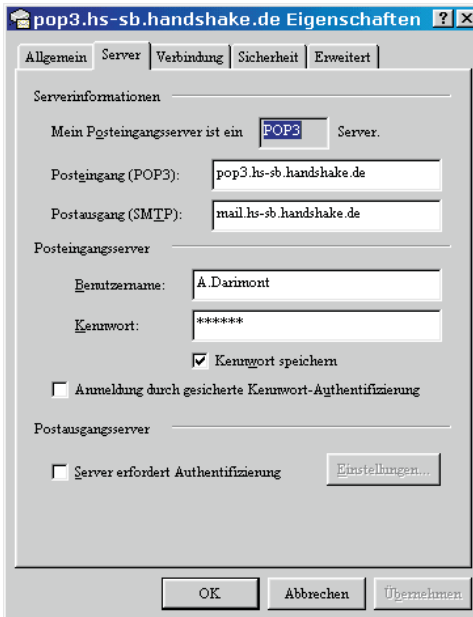 pop3.hs-sb.handshake.de Eigenschaften ? ×
Allgemein Server Verbindung Sicherheit Erweitert
Serverinformationen
Mein Posteingangsserver ist ein POP3 Server.
Posteingang (POP3): pop3.hs-sb.handshake.de
Postausgang (SMTP): mail.hs-sb.handshake.de
Posteingangsserver
Benutzername: A.Darimont
Kennwort: ******
Kennwort speichern
Anmeldung durch gesicherte Kennwort-Authentifizierung
Postausgangsserver
Server erfordert Authentifizierung Einstellungen...
OK Abbrechen Übernehmen